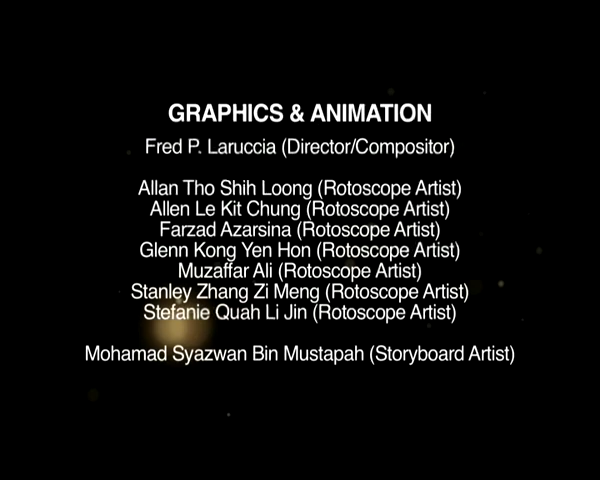 GRAPHICS & ANIMATION
Fred P. Laruccia (Director/Compositor)
Allan Tho Shih Loong (Rotoscope Artist)
Allen Le Kit Chung (Rotoscope Artist)
Farzad Azarsina (Rotoscope Artist)
Glenn Kong Yen Hon (Rotoscope Artist)
Muzaffar Ali (Rotoscope Artist)
Stanley Zhang Zi Meng (Rotoscope Artist)
Stefanie Quah Li Jin (Rotoscope Artist)
Mohamad Syazwan Bin Mustapah (Storyboard Artist)